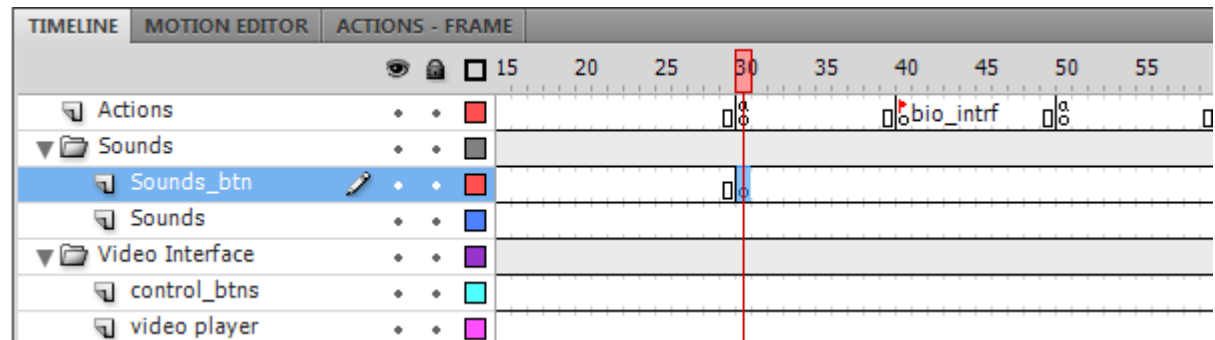 TIMELINE MOTION EDITOR ACTIONS - FRAME
15 20 25 30 35 40 45 50 55
Actions bio_intrf
Sounds
Sounds_btn
Sounds
Video Interface
control_btns
video player